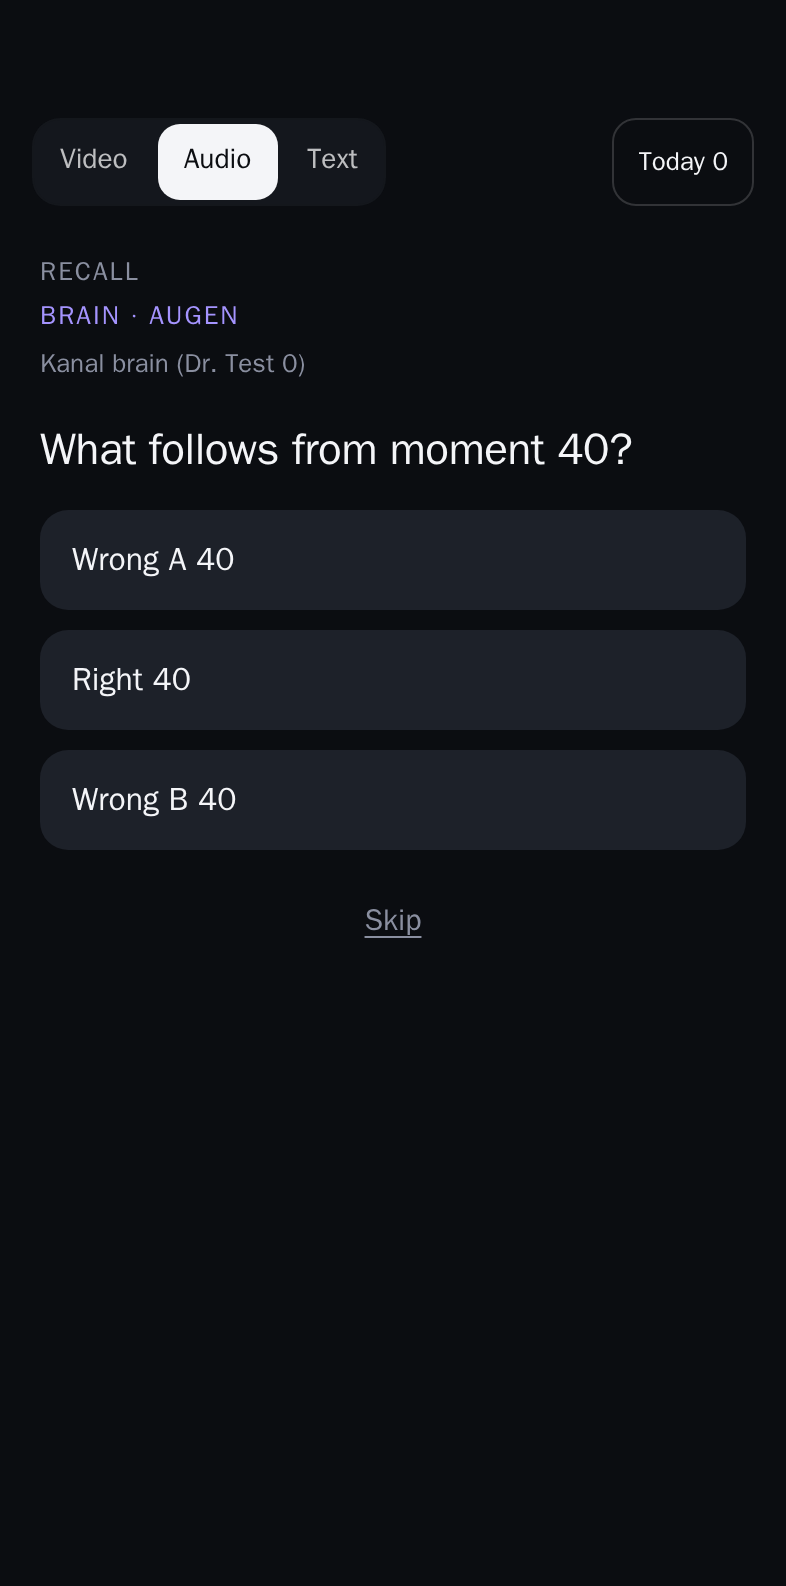 Video Audio Text Today 0
RECALL
BRAIN · AUGEN
Kanal brain (Dr. Test 0)
What follows from moment 40?
Wrong A 40
Right 40
Wrong B 40
Skip